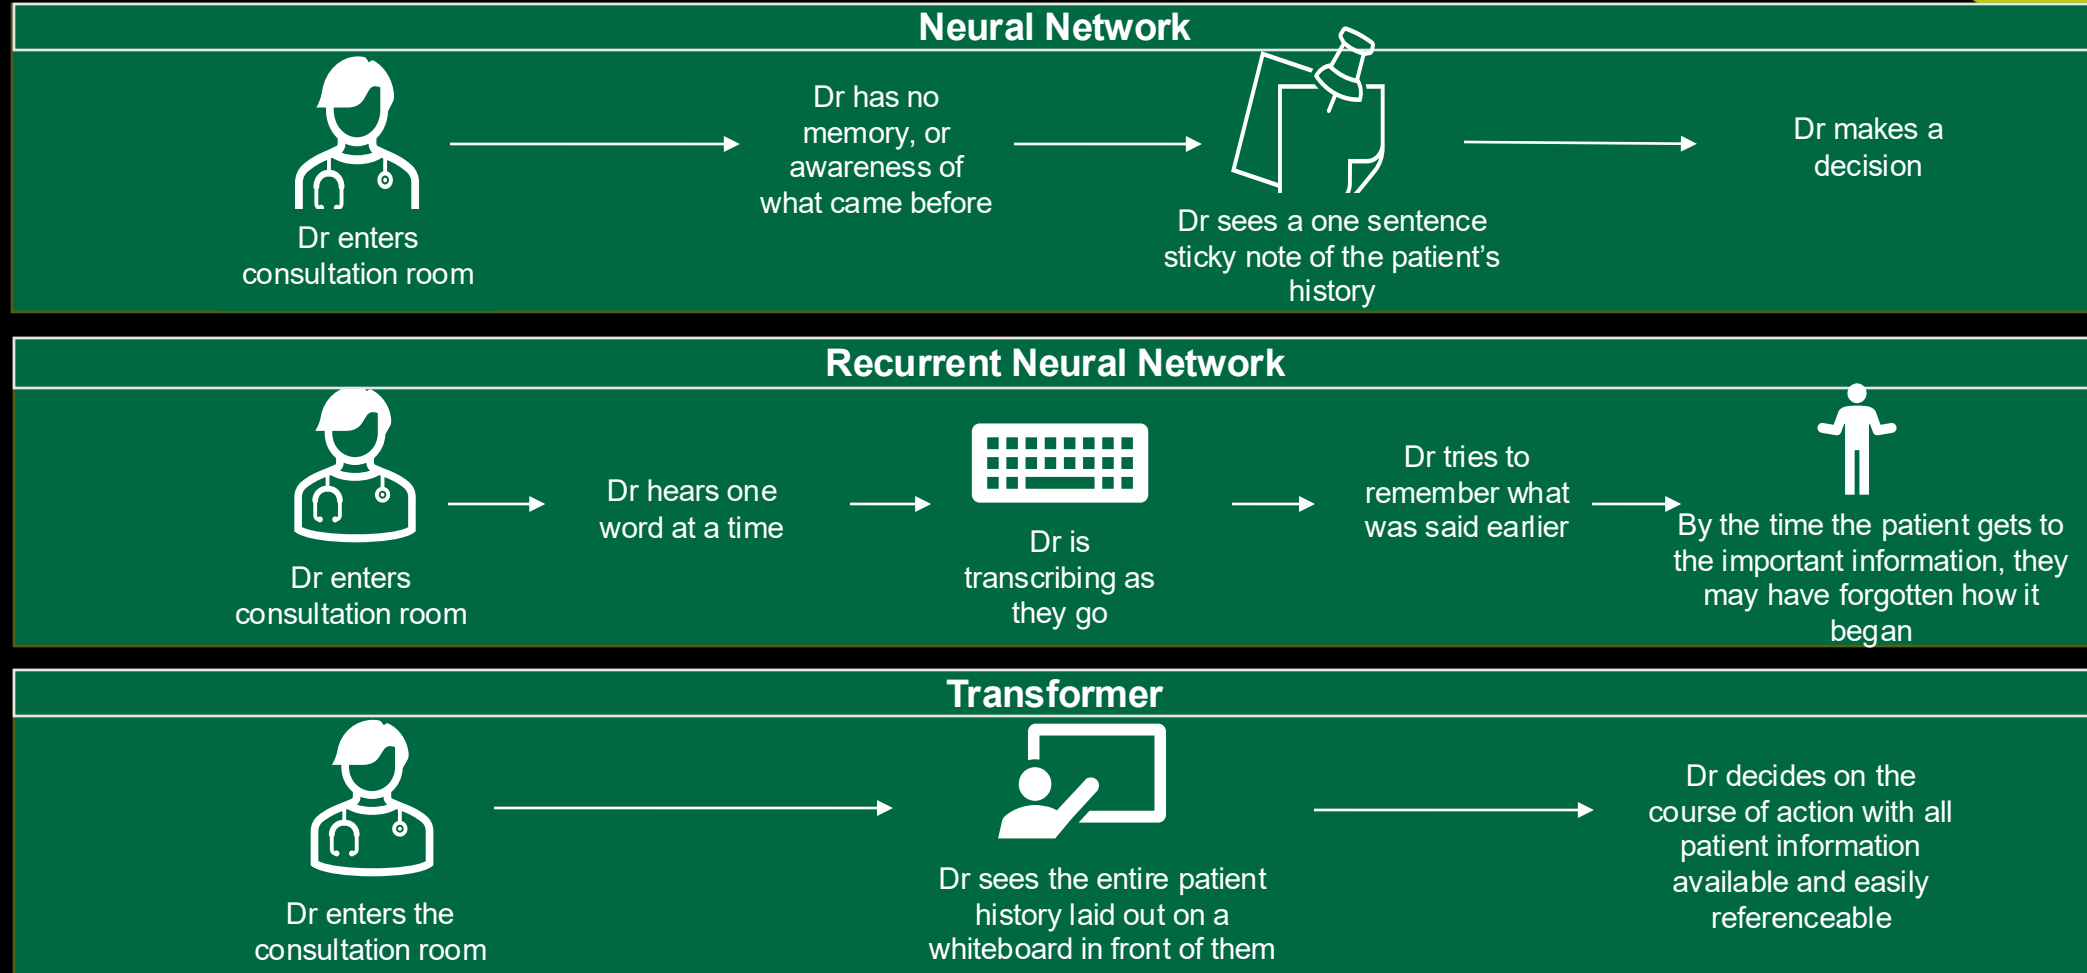 Neural Network
Dr enters
consultation room
Dr has no
memory, or
awareness of
what came before
Dr sees a one sentence
sticky note of the patient’s
history
Dr makes a
decision
Recurrent Neural Network
Dr enters
consultation room
Dr hears one
word at a time
Dr is
transcribing as
they go
Dr tries to
remember what
was said earlier
By the time the patient gets to
the important information, they
may have forgotten how it
began
Transformer
Dr enters the
consultation room
Dr sees the entire patient
history laid out on a
whiteboard in front of them
Dr decides on the
course of action with all
patient information
available and easily
referenceable